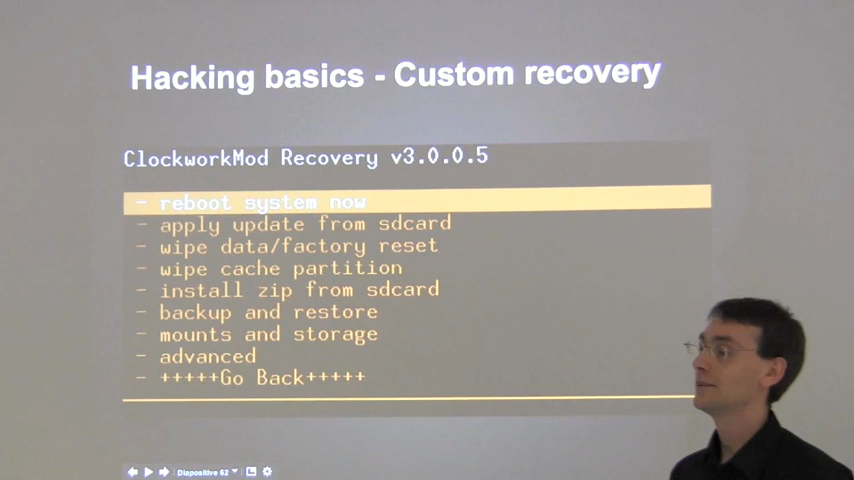 Hacking basics - Custom recovery
ClockworkMod Recovery v3.0.0.5
- reboot system now
- apply update from sdcard
- wipe data/factory reset
- wipe cache partition
- install zip from sdcard
- backup and restore
- mounts and storage
- advanced
- +++++Go Back+++++
Diapositive 62